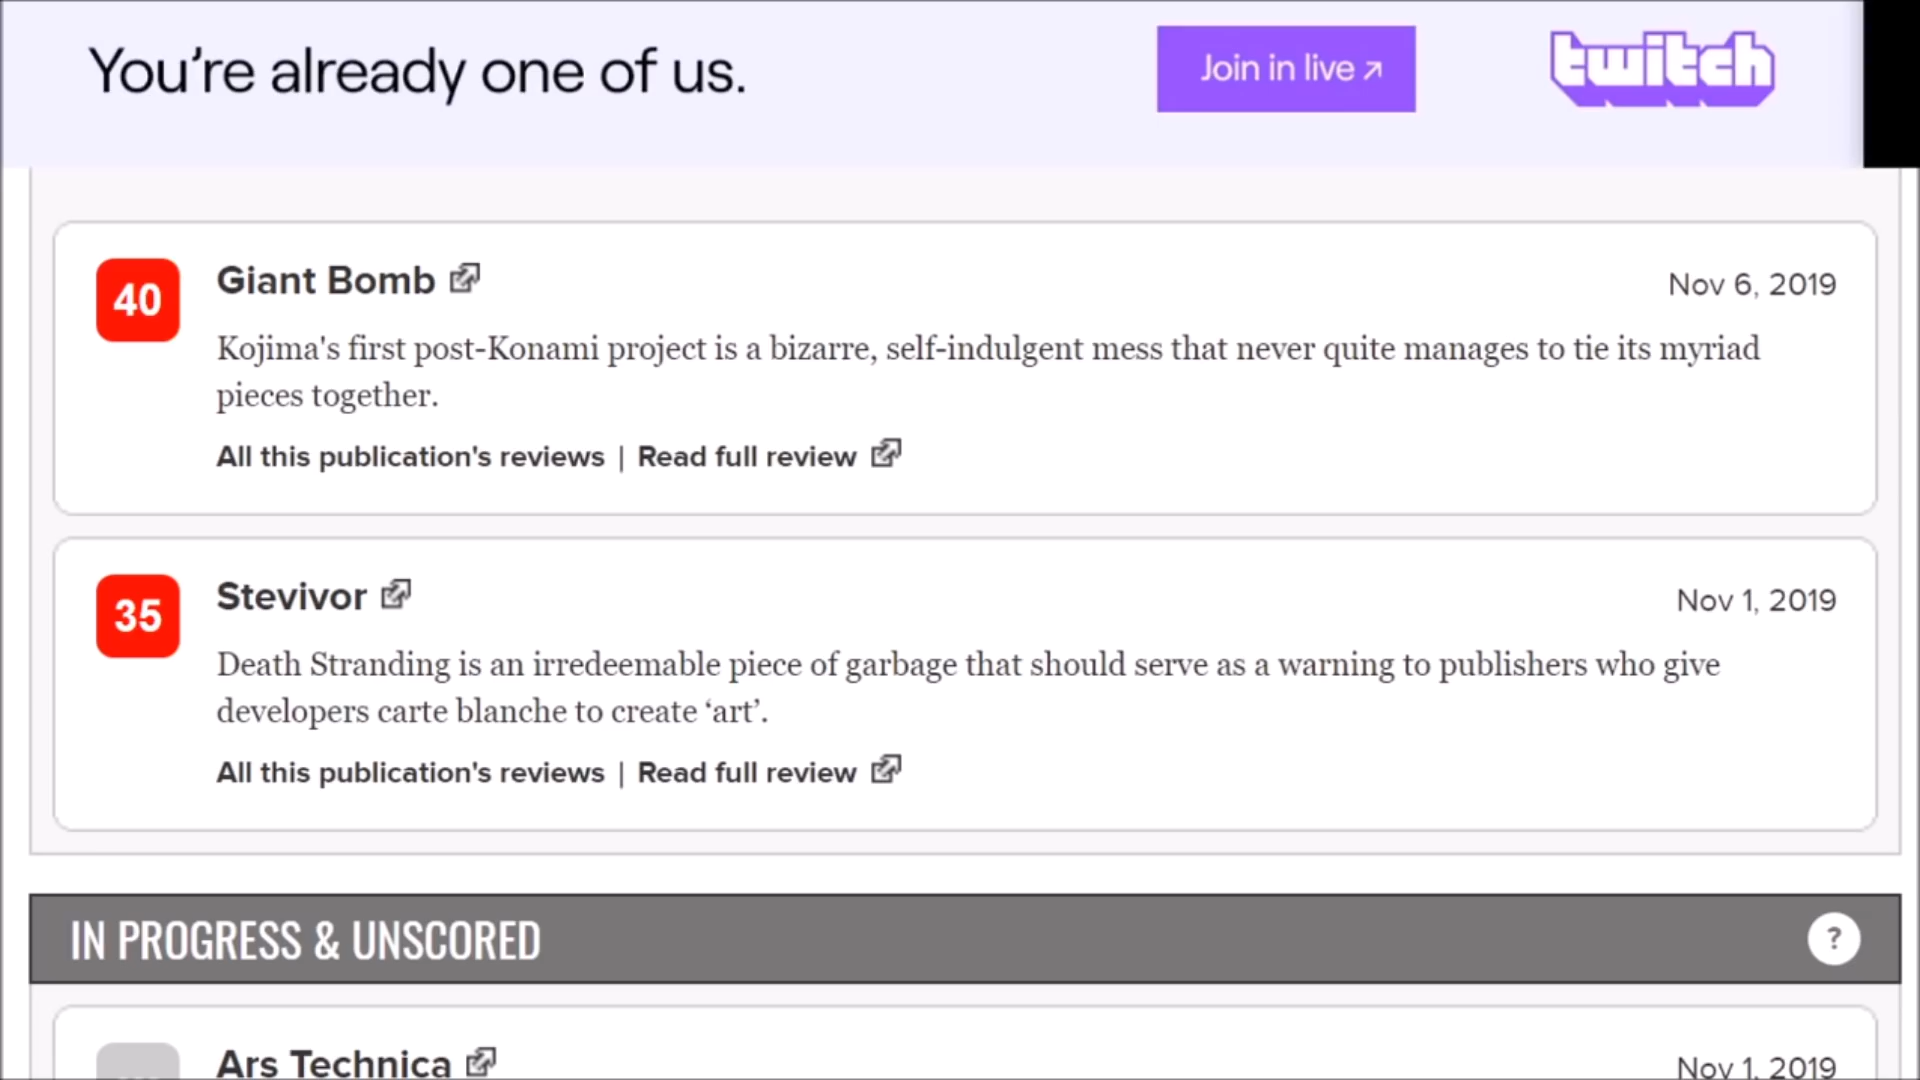 You're already one of us.
Join in live ↗
twitch
40
Giant Bomb
Nov 6, 2019
Kojima's first post-Konami project is a bizarre, self-indulgent mess that never quite manages to tie its myriad
pieces together.
All this publication's reviews | Read full review
35
Stevivor
Nov 1, 2019
Death Stranding is an irredeemable piece of garbage that should serve as a warning to publishers who give
developers carte blanche to create ‘art’.
All this publication's reviews | Read full review
IN PROGRESS & UNSCORED
?
Ars Technica
Nov 1, 2019